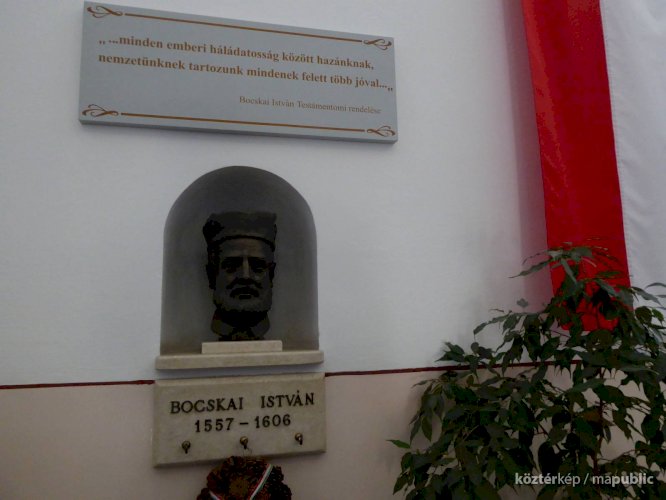 „ ...minden emberi háládatosság között hazánknak,
nemzetünknek tartozunk mindenek felett több jóval...„
Bocskai István Testámentomi rendelése
BOCSKAI ISTVÁN
1557-1606
köztérkép / mapublic